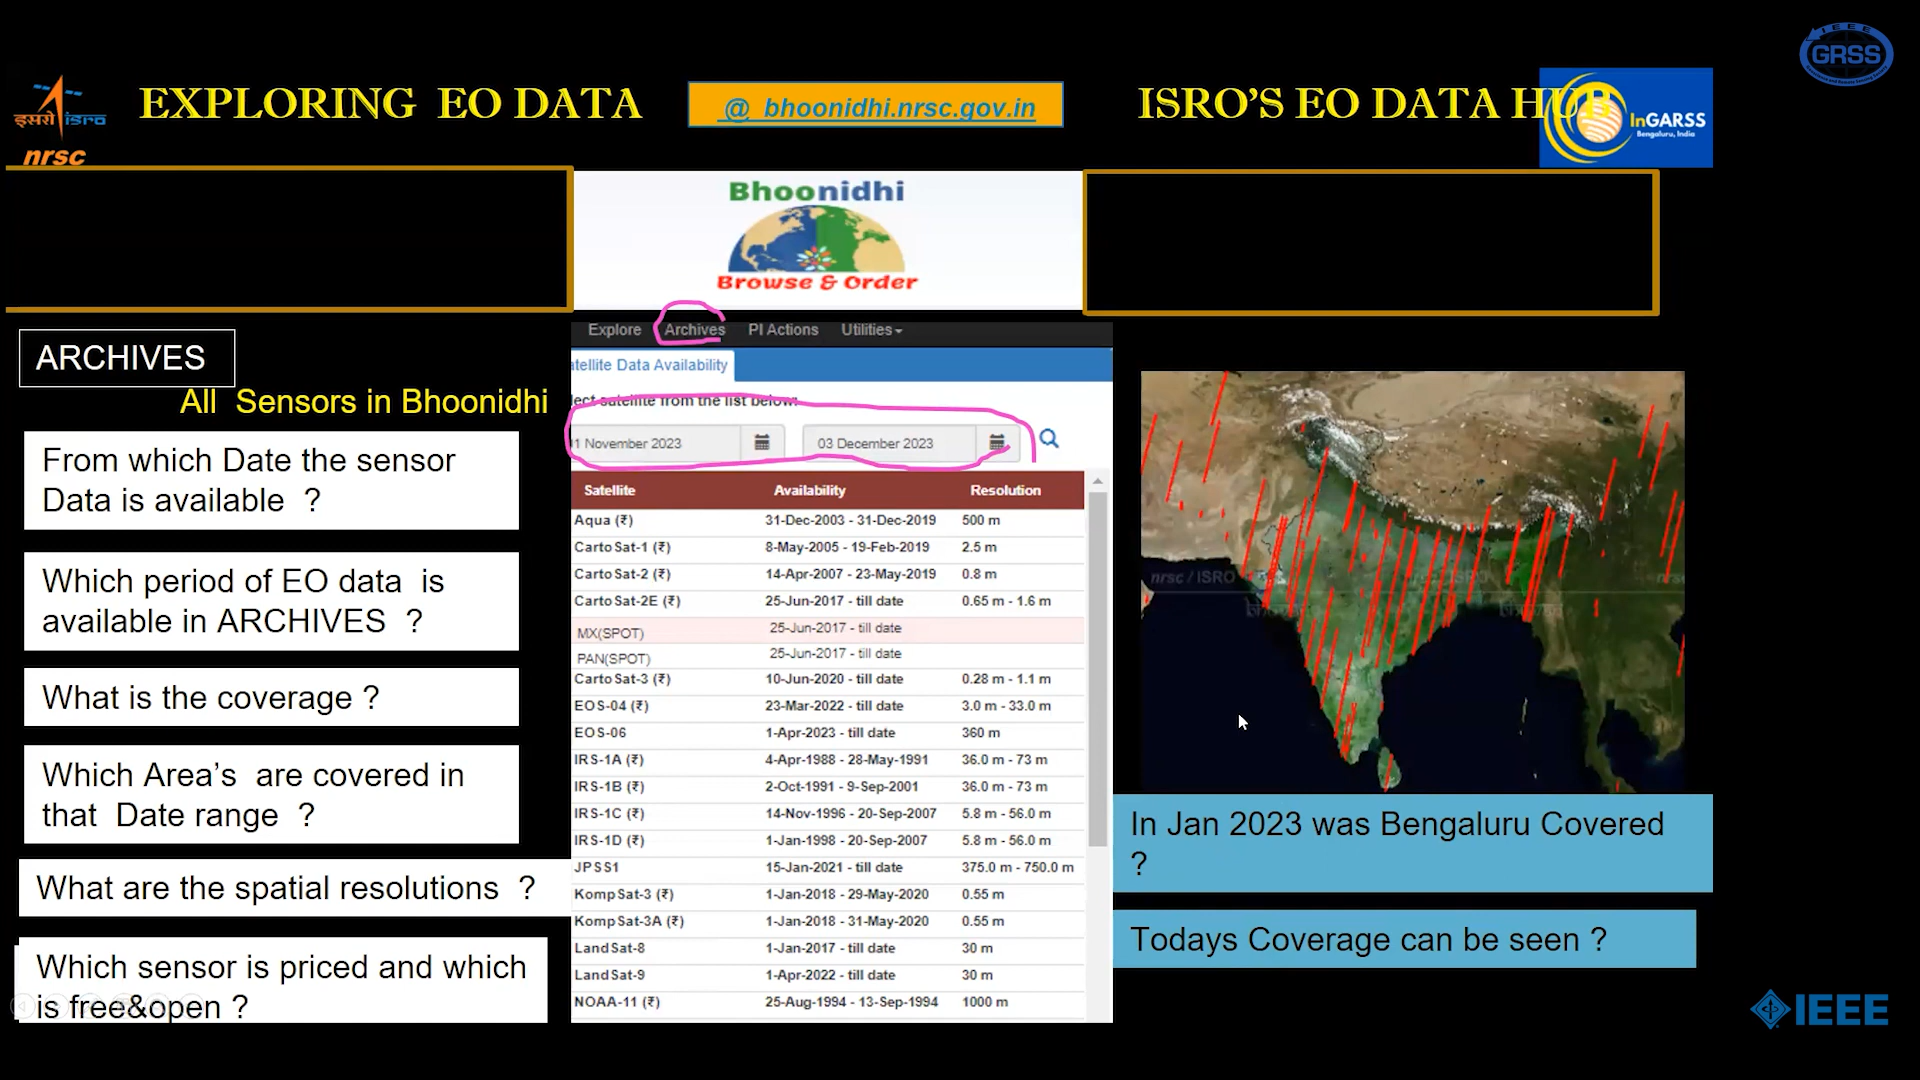 IEEE
GRSS
इसरो isro
nrsc
EXPLORING EO DATA
@ bhoonidhi.nrsc.gov.in
ISRO'S EO DATA HUB
InGARSS
Bengaluru, India
Bhoonidhi
Browse & Order
ARCHIVES
All Sensors in Bhoonidhi
From which Date the sensor
Data is available ?
Which period of EO data is
available in ARCHIVES ?
What is the coverage ?
Which Area's are covered in
that Date range ?
What are the spatial resolutions ?
Which sensor is priced and which
is free&open ?
Explore Archives PI Actions Utilities
atellite Data Availability
lect satellite from the list below:
1 November 2023 03 December 2023
Satellite Availability Resolution
Aqua (₹) 31-Dec-2003 - 31-Dec-2019 500 m
CartoSat-1 (₹) 8-May-2005 - 19-Feb-2019 2.5 m
CartoSat-2 (₹) 14-Apr-2007 - 23-May-2019 0.8 m
CartoSat-2E (₹) 25-Jun-2017 - till date 0.65 m - 1.6 m
MX(SPOT) 25-Jun-2017 - till date
PAN(SPOT) 25-Jun-2017 - till date
CartoSat-3 (₹) 10-Jun-2020 - till date 0.28 m - 1.1 m
EOS-04 (₹) 23-Mar-2022 - till date 3.0 m - 33.0 m
EOS-06 1-Apr-2023 - till date 360 m
IRS-1A (₹) 4-Apr-1988 - 28-May-1991 36.0 m - 73 m
IRS-1B (₹) 2-Oct-1991 - 9-Sep-2001 36.0 m - 73 m
IRS-1C (₹) 14-Nov-1996 - 20-Sep-2007 5.8 m - 56.0 m
IRS-1D (₹) 1-Jan-1998 - 20-Sep-2007 5.8 m - 56.0 m
JPSS1 15-Jan-2021 - till date 375.0 m - 750.0 m
KompSat-3 (₹) 1-Jan-2018 - 29-May-2020 0.55 m
KompSat-3A (₹) 1-Jan-2018 - 31-May-2020 0.55 m
LandSat-8 1-Jan-2017 - till date 30 m
LandSat-9 1-Apr-2022 - till date 30 m
NOAA-11 (₹) 25-Aug-1994 - 13-Sep-1994 1000 m
nrsc / ISRO
In Jan 2023 was Bengaluru Covered
?
Todays Coverage can be seen ?
IEEE